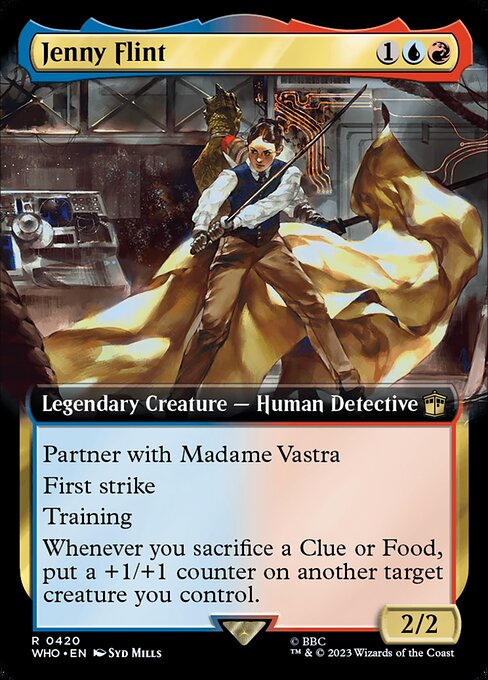 Jenny Flint 1
Legendary Creature — Human Detective
Partner with Madame Vastra
First strike
Training
Whenever you sacrifice a Clue or Food,
put a +1/+1 counter on another target
creature you control.
2/2
R 0420
WHO • EN Syd Mills
© BBC
™ & © 2023 Wizards of the Coast